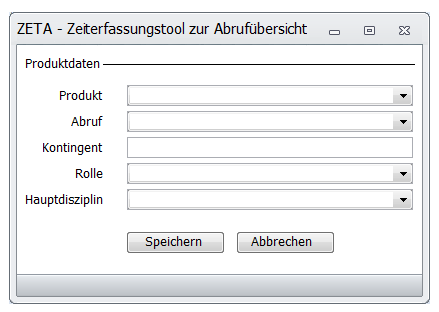 ZETA - Zeiterfassungstool zur Abrufübersicht
Produktdaten
Produkt
Abruf
Kontingent
Rolle
Hauptdisziplin
Speichern Abbrechen